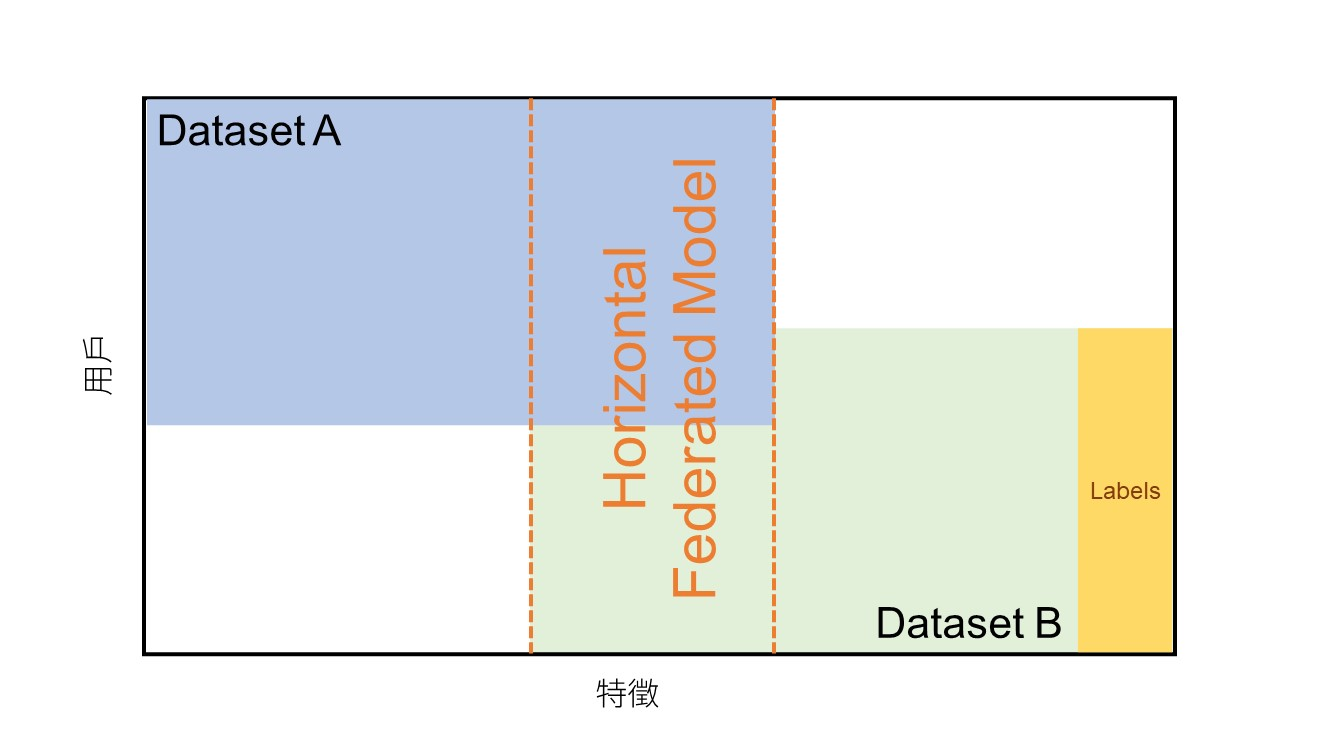 Dataset A
Horizontal
Federated Model
用戶
Labels
Dataset B
特徵